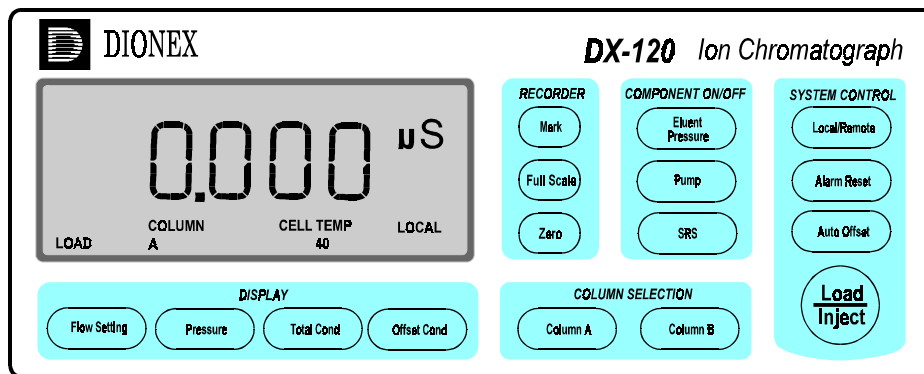 DIONEX
DX-120 Ion Chromatograph
0.000 µS
COLUMN CELL TEMP LOCAL
LOAD A 40
RECORDER
Mark
Full Scale
Zero
COMPONENT ON/OFF
Eluent
Pressure
Pump
SRS
SYSTEM CONTROL
Local/Remote
Alarm Reset
Auto Offset
Load
Inject
DISPLAY
Flow Setting Pressure Total Cond Offset Cond
COLUMN SELECTION
Column A Column B